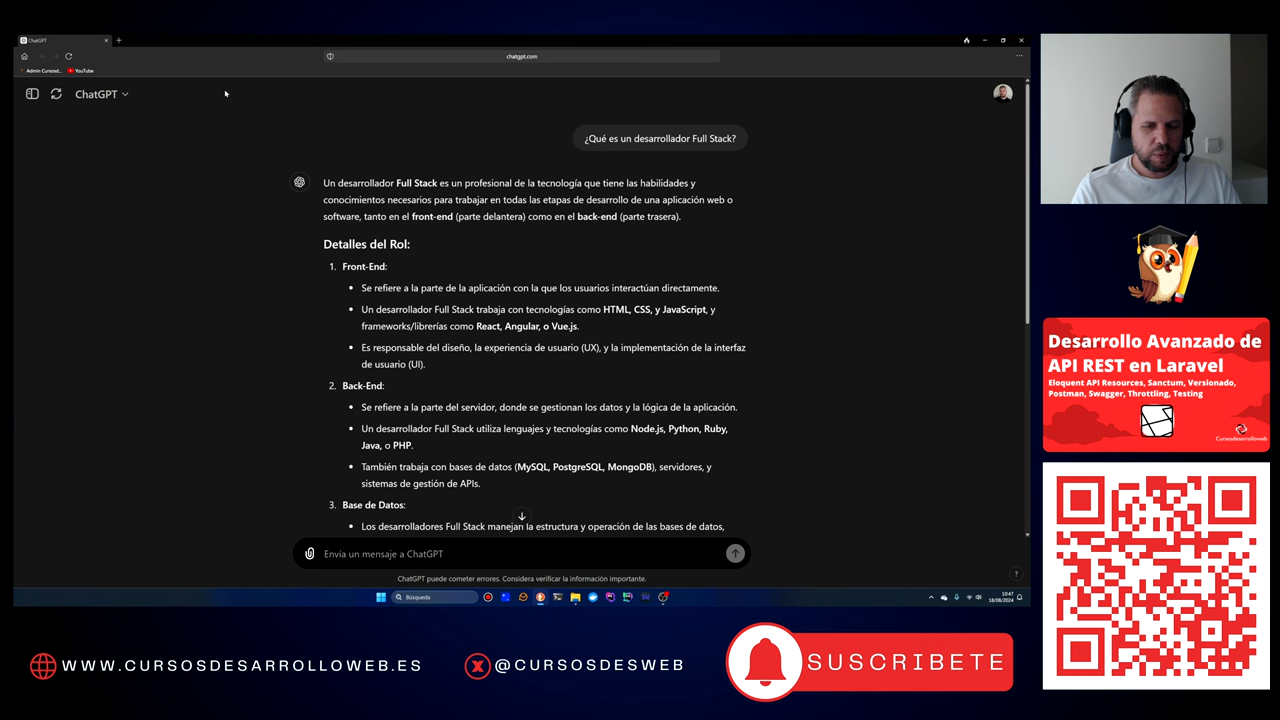 ChatGPT
chatgpt.com
Admin Cursosd...
YouTube
ChatGPT
¿Qué es un desarrollador Full Stack?
Un desarrollador Full Stack es un profesional de la tecnología que tiene las habilidades y
conocimientos necesarios para trabajar en todas las etapas de desarrollo de una aplicación web o
software, tanto en el front-end (parte delantera) como en el back-end (parte trasera).
Detalles del Rol:
1. Front-End:
• Se refiere a la parte de la aplicación con la que los usuarios interactúan directamente.
• Un desarrollador Full Stack trabaja con tecnologías como HTML, CSS, y JavaScript, y
frameworks/librerías como React, Angular, o Vue.js.
• Es responsable del diseño, la experiencia de usuario (UX), y la implementación de la interfaz
de usuario (UI).
2. Back-End:
• Se refiere a la parte del servidor, donde se gestionan los datos y la lógica de la aplicación.
• Un desarrollador Full Stack utiliza lenguajes y tecnologías como Node.js, Python, Ruby,
Java, o PHP.
• También trabaja con bases de datos (MySQL, PostgreSQL, MongoDB), servidores, y
sistemas de gestión de APIs.
3. Base de Datos:
• Los desarrolladores Full Stack manejan la estructura y operación de las bases de datos,
Envía un mensaje a ChatGPT
ChatGPT puede cometer errores. Considera verificar la información importante.
?
Búsqueda
10:47
18/08/2024
Desarrollo Avanzado de
API REST en Laravel
Eloquent API Resources, Sanctum, Versionado,
Postman, Swagger, Throttling, Testing
Cursosdesarrolloweb
WWW.CURSOSDESARROLLOWEB.ES
X @CURSOSDESWEB
SUSCRIBETE